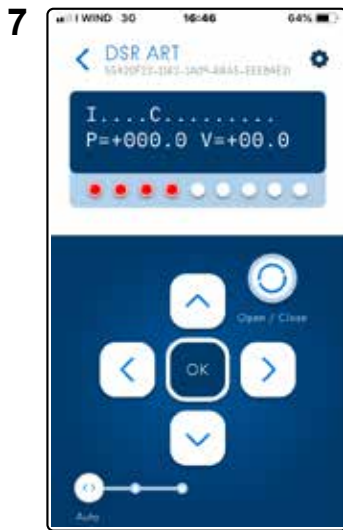 7
I WIND 3G 16:46 64%
DSR ART
I....C.........
P=+000.0 V=+00.0
Open / Close
OK
Auto